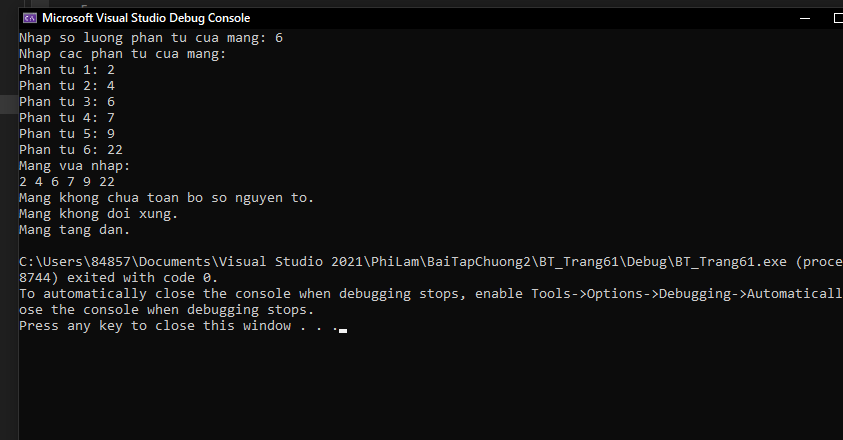 Microsoft Visual Studio Debug Console
Nhap so luong phan tu cua mang: 6
Nhap cac phan tu cua mang:
Phan tu 1: 2
Phan tu 2: 4
Phan tu 3: 6
Phan tu 4: 7
Phan tu 5: 9
Phan tu 6: 22
Mang vua nhap:
2 4 6 7 9 22
Mang khong chua toan bo so nguyen to.
Mang khong doi xung.
Mang tang dan.
C:\Users\84857\Documents\Visual Studio 2021\PhiLam\BaiTapChuong2\BT_Trang61\Debug\BT_Trang61.exe (proce
8744) exited with code 0.
To automatically close the console when debugging stops, enable Tools->Options->Debugging->Automaticall
ose the console when debugging stops.
Press any key to close this window . . .